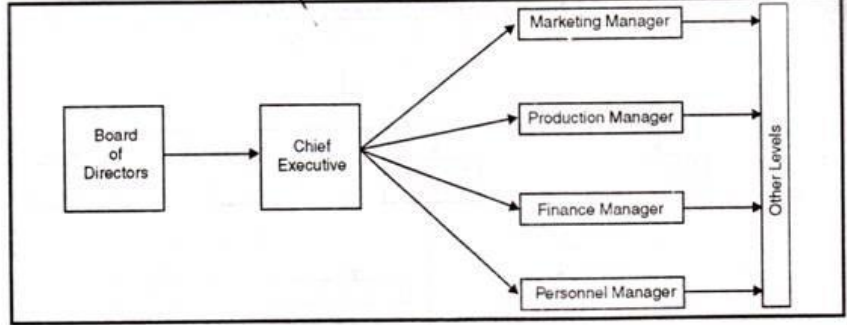 Board
of
Directors
Chief
Executive
Marketing Manager
Production Manager
Finance Manager
Personnel Manager
Other Levels